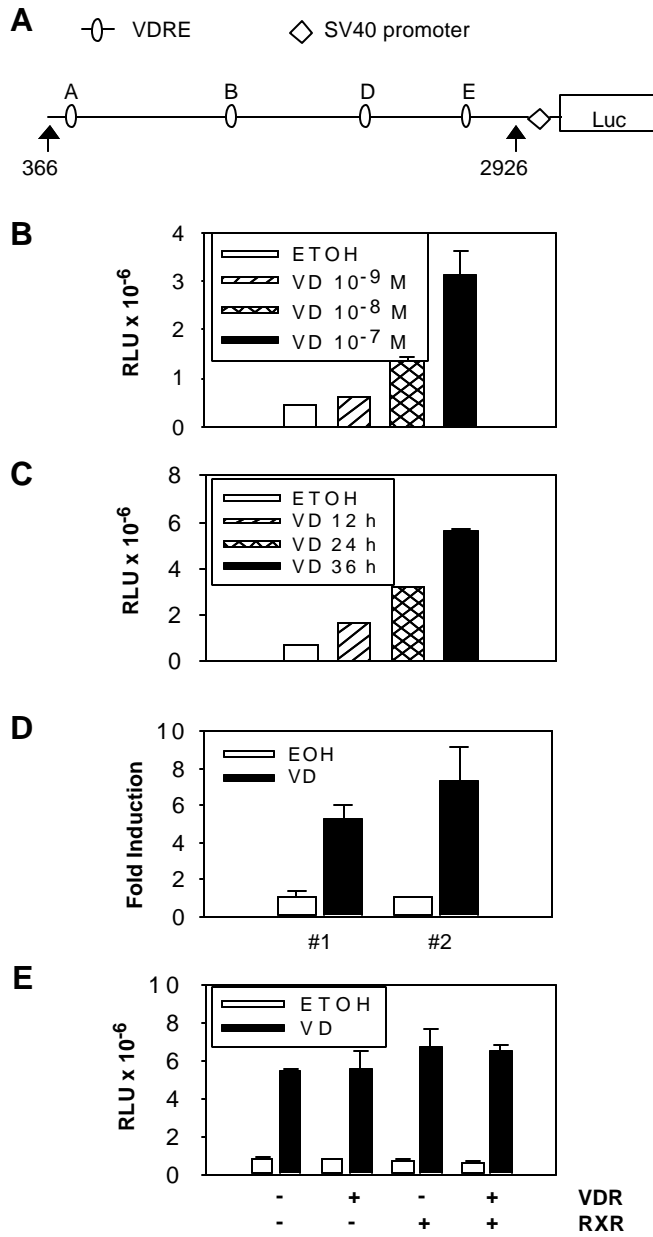 A
VDRE
SV40 promoter
A B D E
Luc
366 2926
B
RLU x 10-6
4
3
2
1
0
ETOH
VD 10-9 M
VD 10-8 M
VD 10-7 M
C
RLU x 10-6
8
6
4
2
0
ETOH
VD 12 h
VD 24 h
VD 36 h
D
Fold Induction
10
8
6
4
2
0
EOH
VD
#1 #2
E
RLU x 10-6
10
8
6
4
2
0
ETOH
VD
- + - + VDR
- - + + RXR